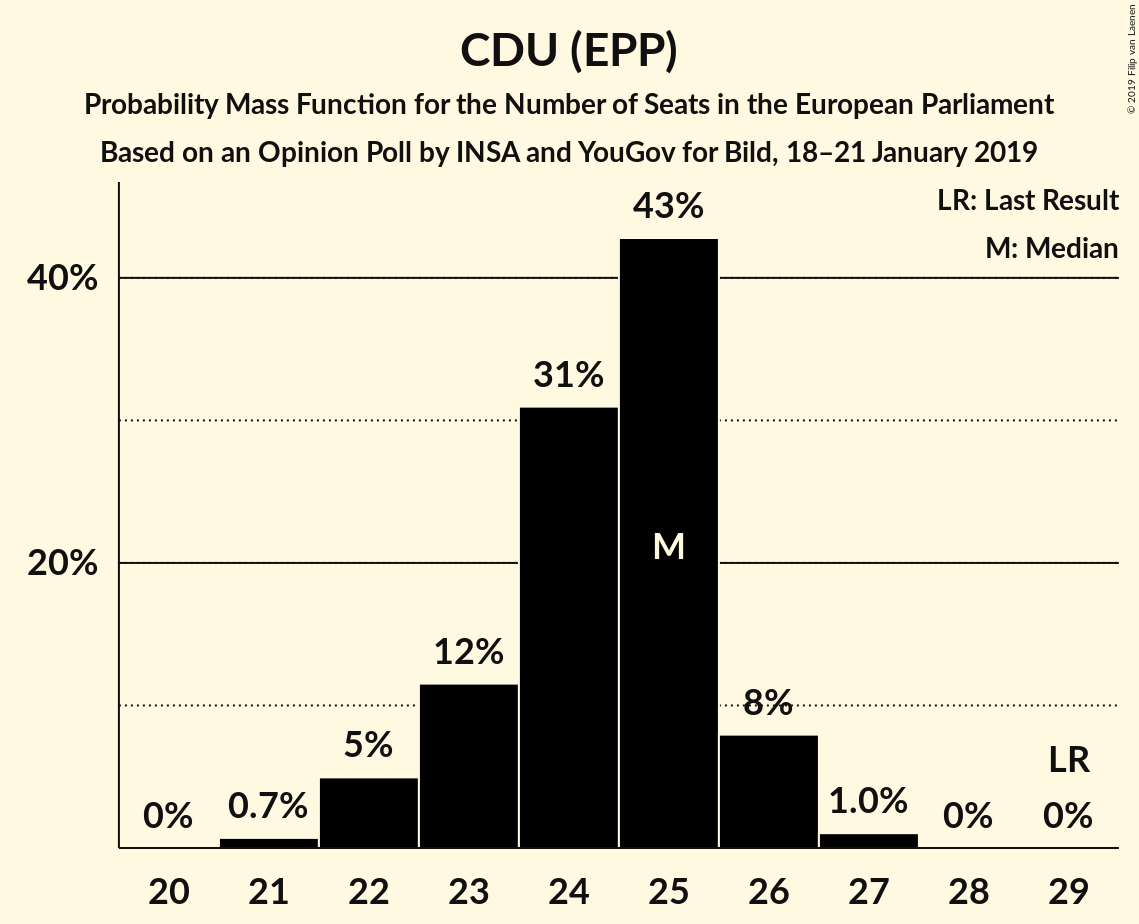 CDU (EPP)
Probability Mass Function for the Number of Seats in the European Parliament
Based on an Opinion Poll by INSA and YouGov for Bild, 18–21 January 2019
© 2019 Filip van Laenen
LR: Last Result
M: Median
43%
40%
31%
M
20%
12%
8%
5%
LR
0%
0.7%
1.0%
0%
0%
20 21 22 23 24 25 26 27 28 29